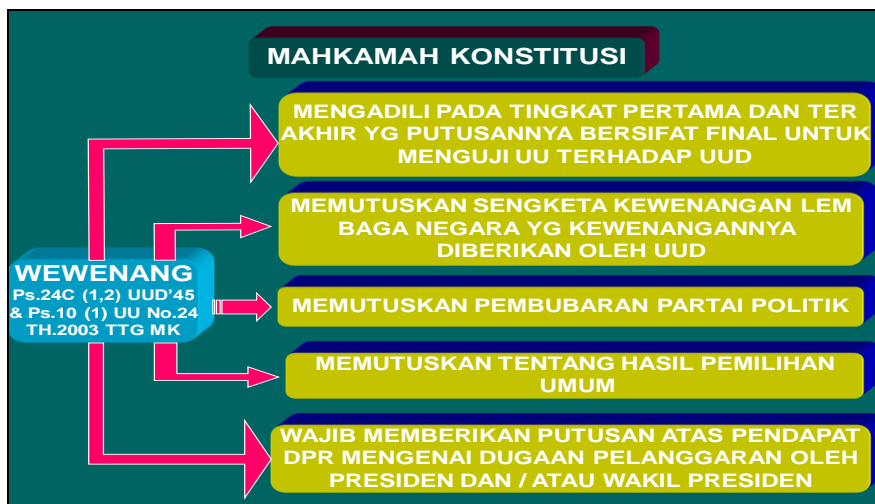 MAHKAMAH KONSTITUSI
MENGADILI PADA TINGKAT PERTAMA DAN TER
AKHIR YG PUTUSANNYA BERSIFAT FINAL UNTUK
MENGUJI UU TERHADAP UUD
MEMUTUSKAN SENGKETA KEWENANGAN LEM
BAGA NEGARA YG KEWENANGANNYA
DIBERIKAN OLEH UUD
WEWENANG
Ps.24C (1,2) UUD'45
& Ps.10 (1) UU No.24
TH.2003 TTG MK
MEMUTUSKAN PEMBUBARAN PARTAI POLITIK
MEMUTUSKAN TENTANG HASIL PEMILIHAN
UMUM
WAJIB MEMBERIKAN PUTUSAN ATAS PENDAPAT
DPR MENGENAI DUGAAN PELANGGARAN OLEH
PRESIDEN DAN / ATAU WAKIL PRESIDEN